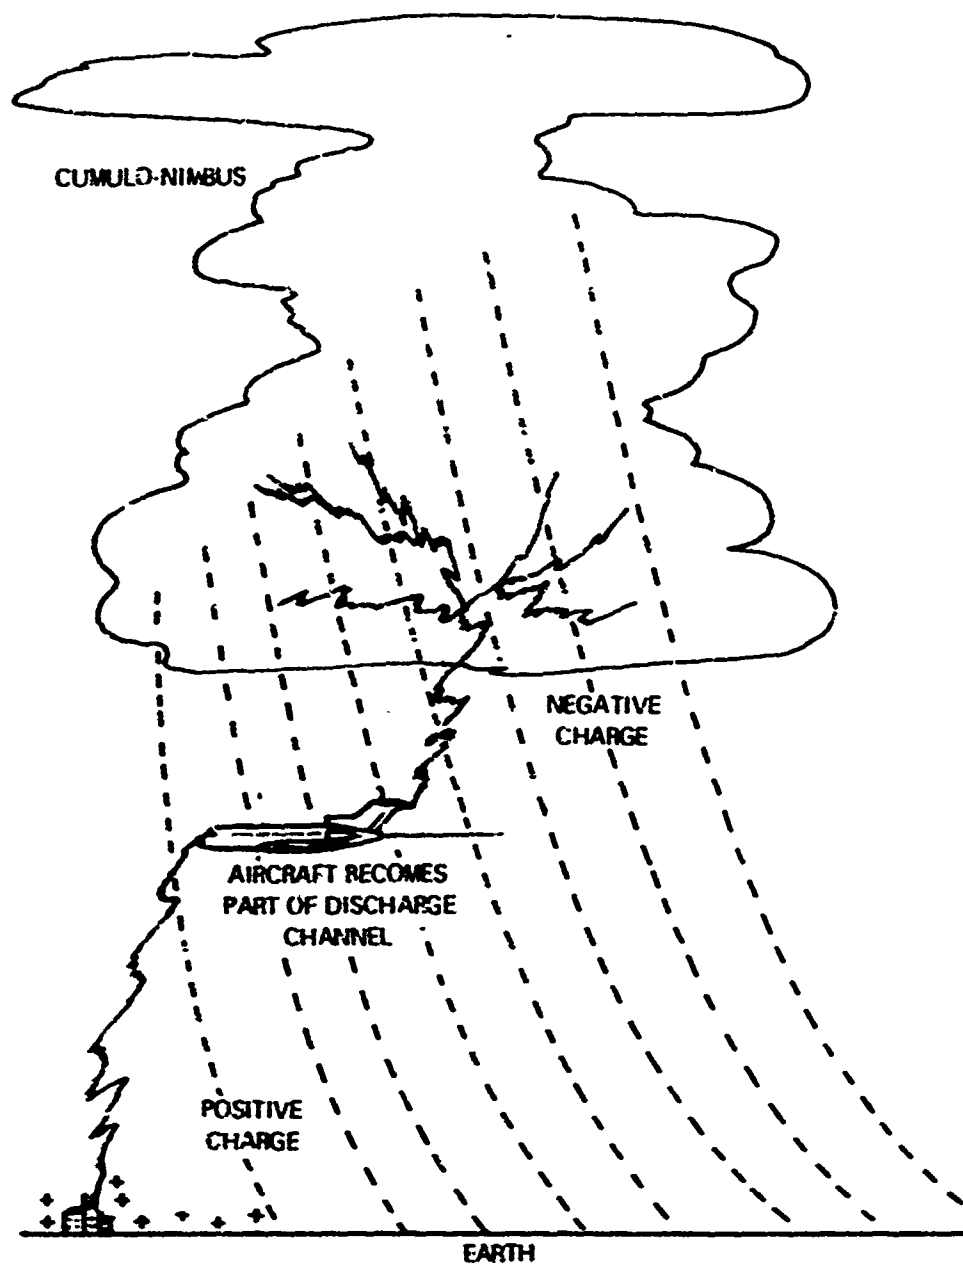 CUMULO-NIMBUS
NEGATIVE
CHARGE
AIRCRAFT BECOMES
PART OF DISCHARGE
CHANNEL
POSITIVE
CHARGE
EARTH